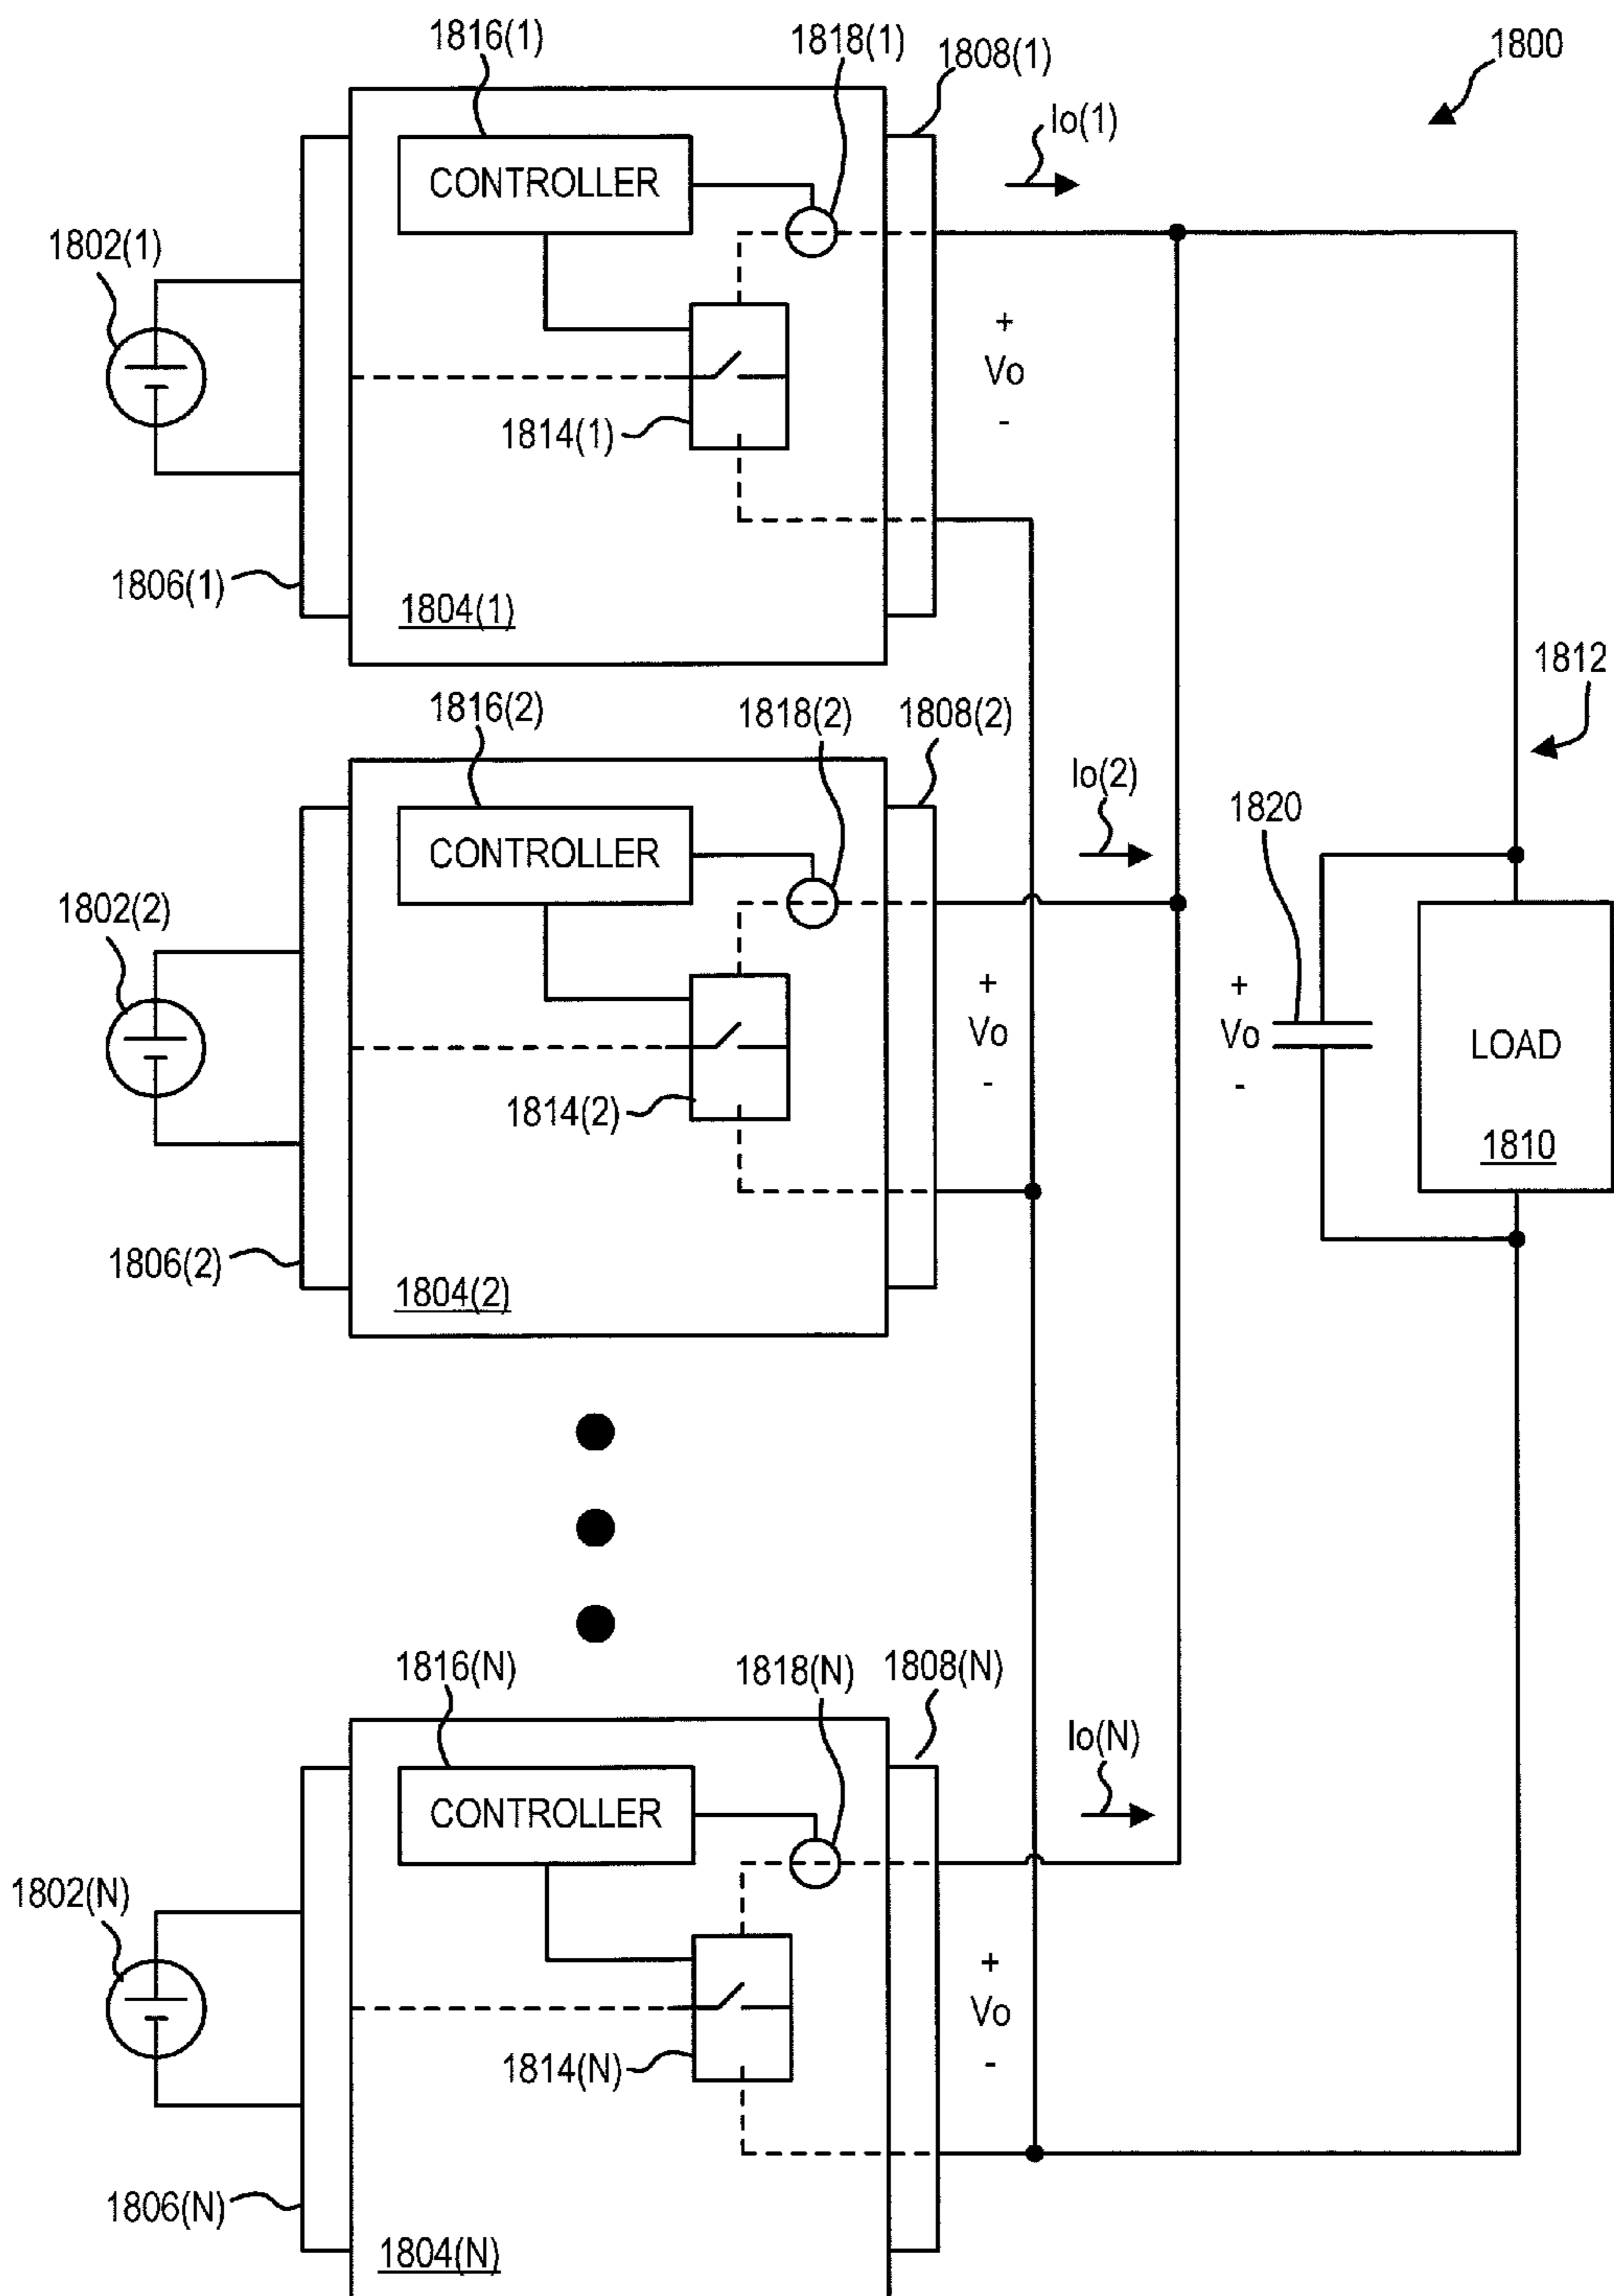 1816(1)
1818(1)
1808(1)
1800
Io(1)
CONTROLLER
1802(1)
+
Vo
-
1814(1)
1806(1)
1804(1)
1812
1816(2)
1818(2)
1808(2)
Io(2)
1820
CONTROLLER
1802(2)
+
Vo
-
+
Vo
-
LOAD
1810
1814(2)
1806(2)
1804(2)
1816(N)
1818(N)
1808(N)
Io(N)
CONTROLLER
1802(N)
+
Vo
-
1814(N)
1806(N)
1804(N)